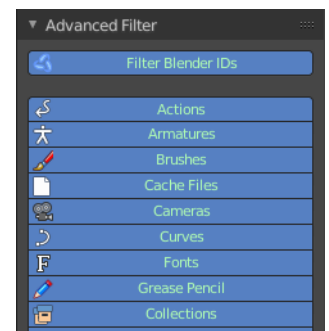 Advanced Filter
Filter Blender IDs
Actions
Armatures
Brushes
Cache Files
Cameras
Curves
Fonts
Grease Pencil
Collections